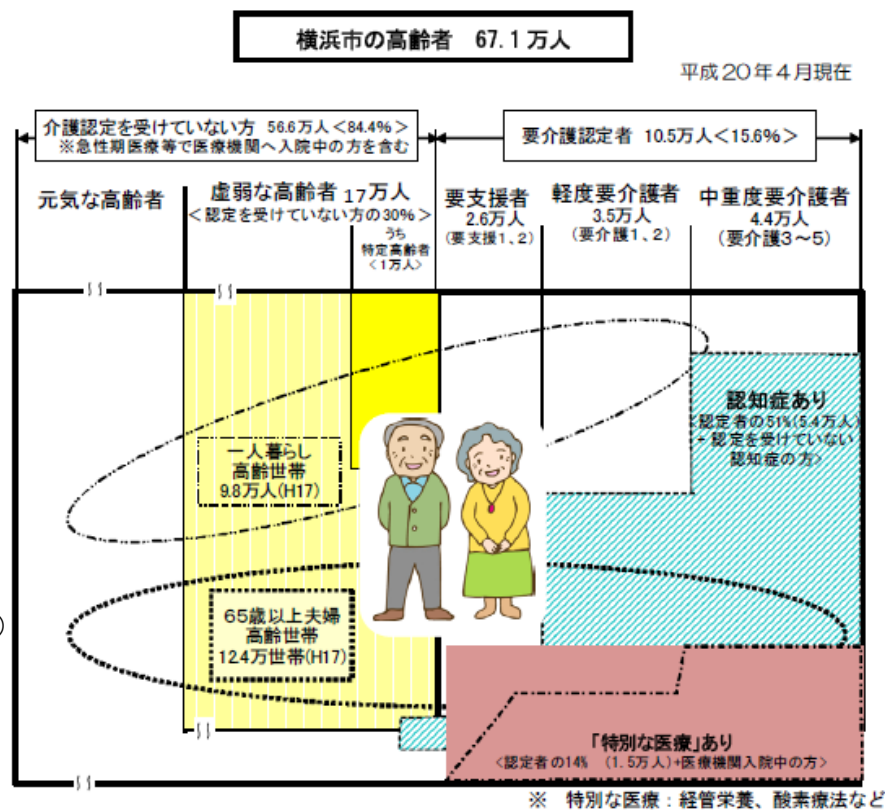 横浜市の高齢者 67.1万人
平成20年4月現在
介護認定を受けていない方 56.6万人<84.4%>
※急性期医療等で医療機関へ入院中の方を含む
要介護認定者 10.5万人<15.6%>
元気な高齢者
虚弱な高齢者 17万人
<認定を受けていない方の30%>
うち
特定高齢者
<1万人>
要支援者
2.6万人
(要支援1、2)
軽度要介護者
3.5万人
(要介護1、2)
中重度要介護者
4.4万人
(要介護3~5)
認知症あり
<認定者の51%(5.4万人)
+認定を受けていない
認知症の方>
一人暮らし
高齢世帯
9.8万人(H17)
65歳以上夫婦
高齢世帯
12.4万世帯(H17)
「特別な医療」あり
<認定者の14% (1.5万人)+医療機関入院中の方>
※ 特別な医療:経管栄養、酸素療法など